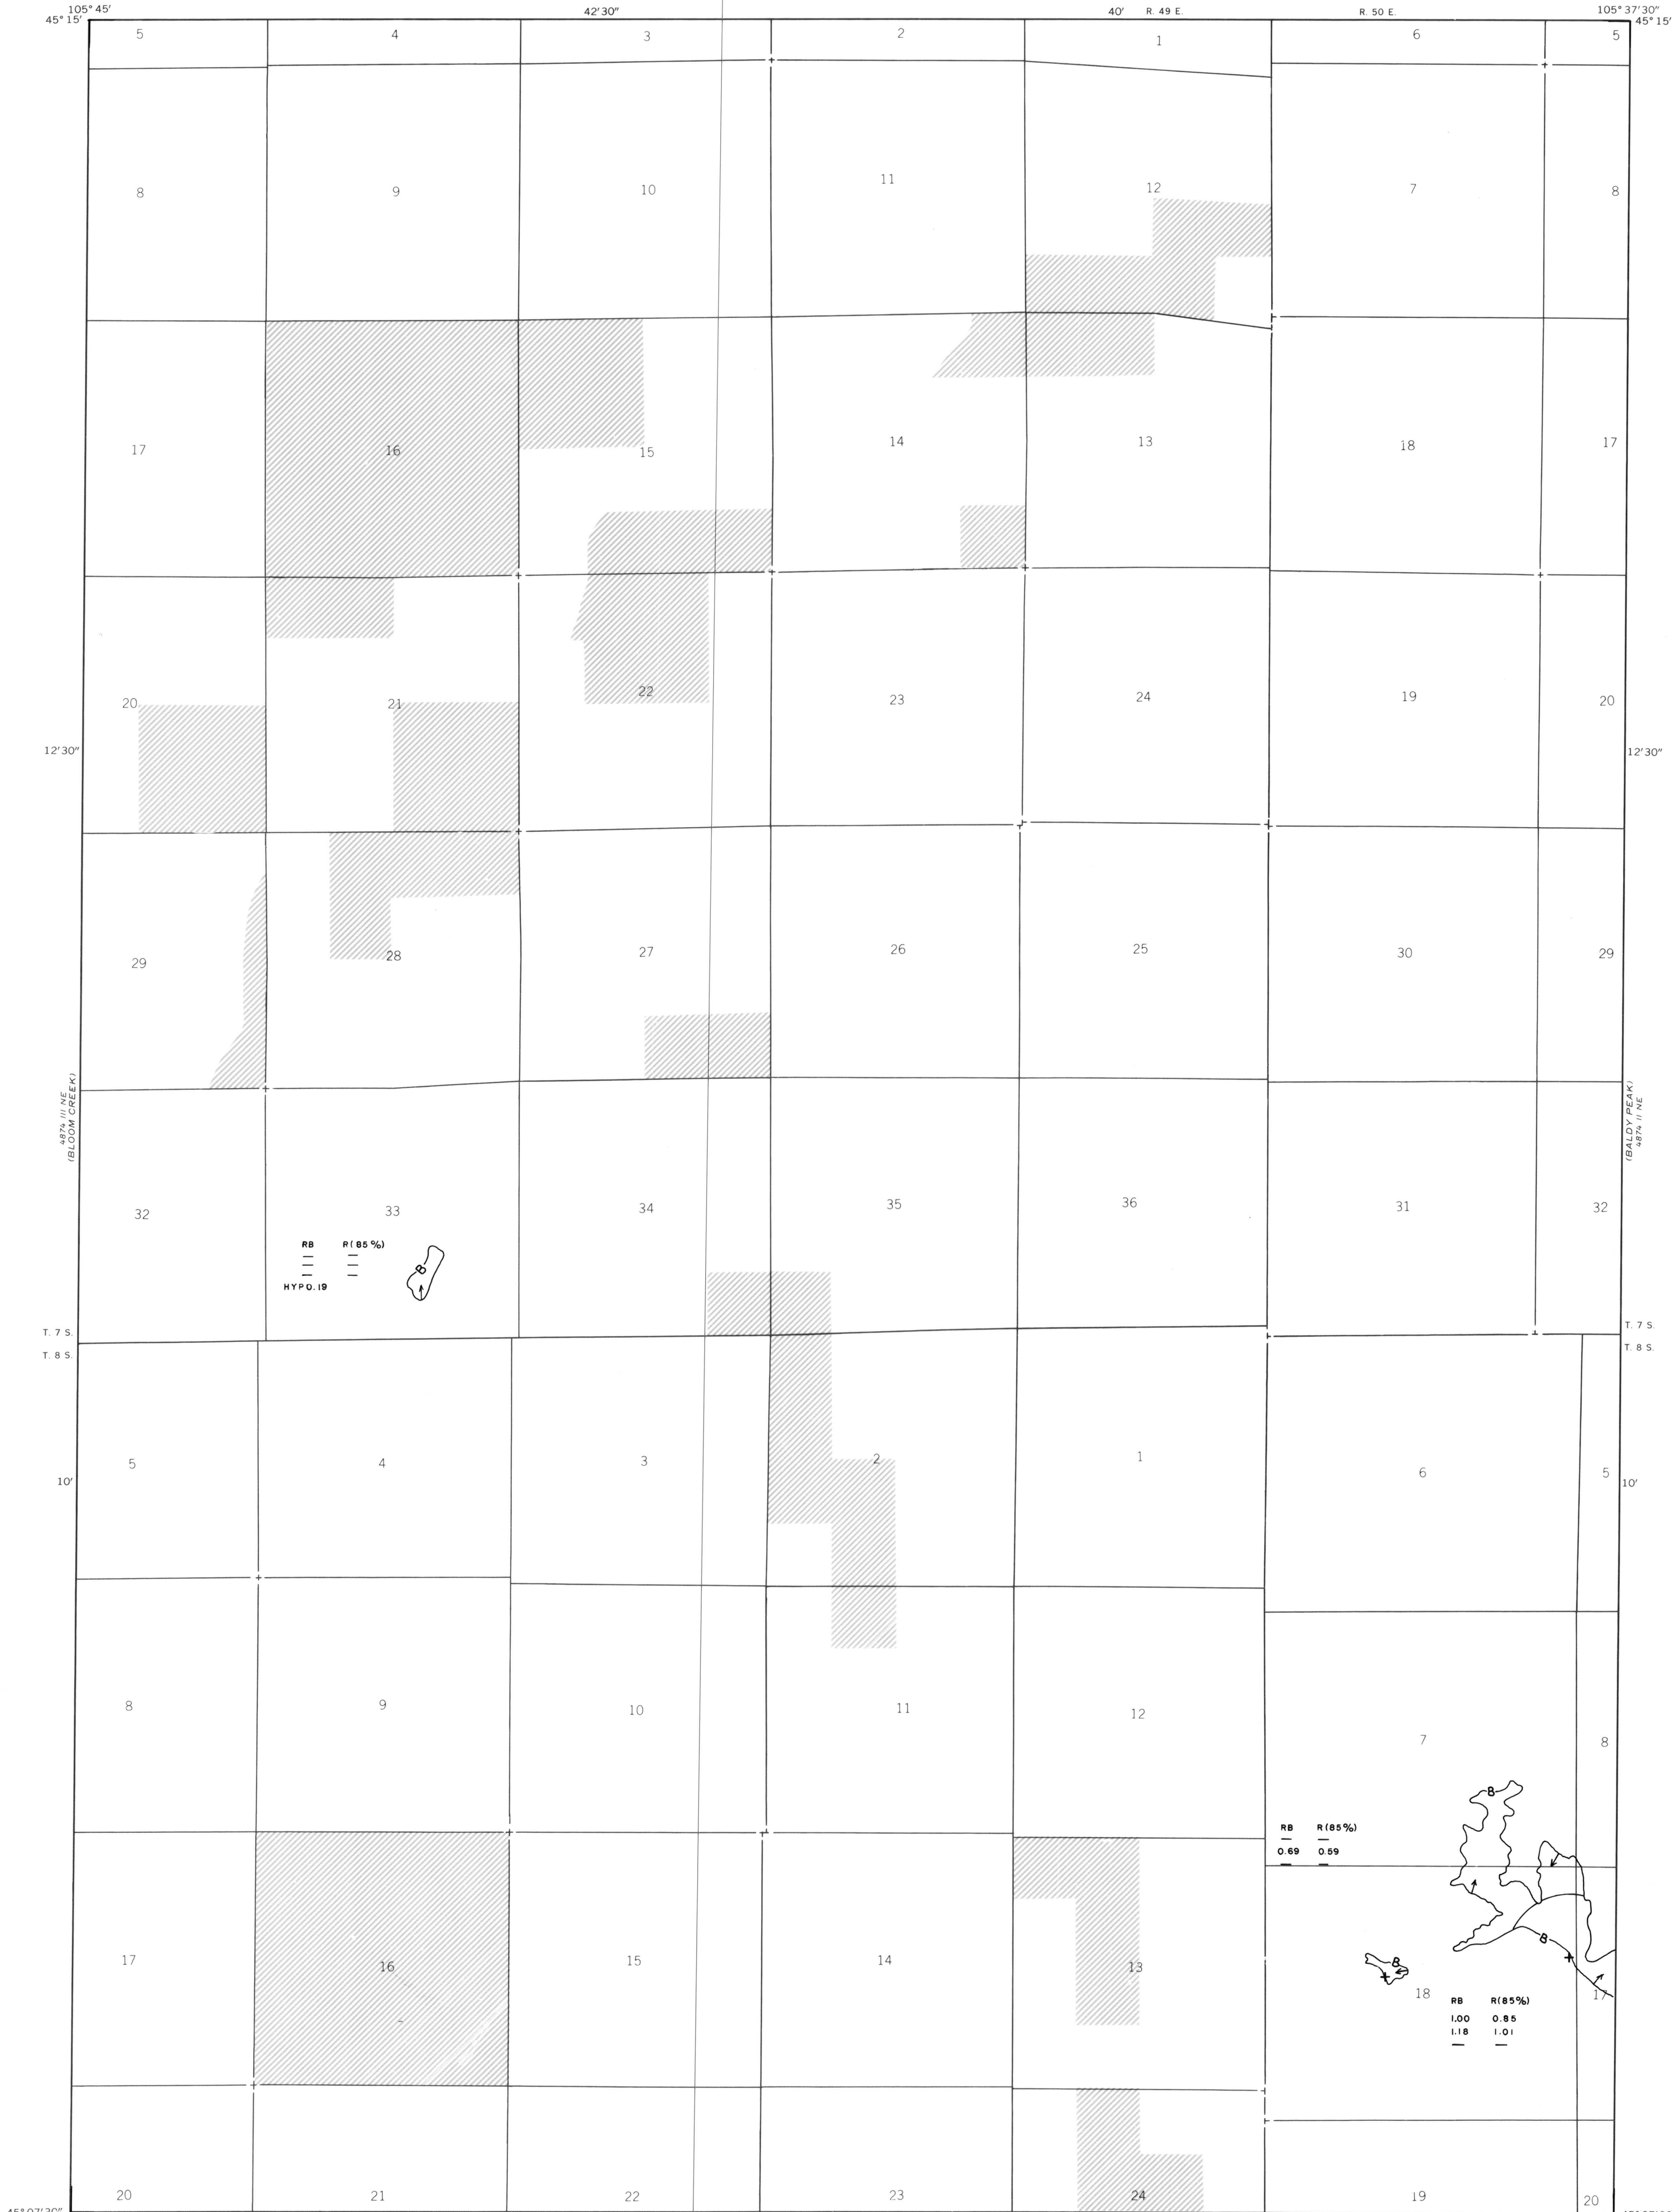 105° 45′ 42′30″ 40′ R. 49 E. R. 50 E. 105° 37′30″
45° 15′ 45° 15′
5 4 3 2 1 6 5
8 9 10 11 12 7 8
17 16 15 14 13 18 17
20 21 22 23 24 19 20
12′30″ 12′30″
29 28 27 26 25 30 29
4874 III NE
(BLOOM CREEK)
(BALDY PEAK)
4874 II NE
32 33 34 35 36 31 32
RB R(85%)
— —
— —
— —
HYP0.19
B
T. 7 S. T. 7 S.
T. 8 S. T. 8 S.
5 4 3 2 1 6 5
10′ 10′
8 9 10 11 12 7 8
B
RB R(85%)
— —
0.69 0.59
— —
B
17 16 15 14 13 18 17
B
RB R(85%)
1.00 0.85
1.18 1.01
— —
20 21 22 23 24 19 20